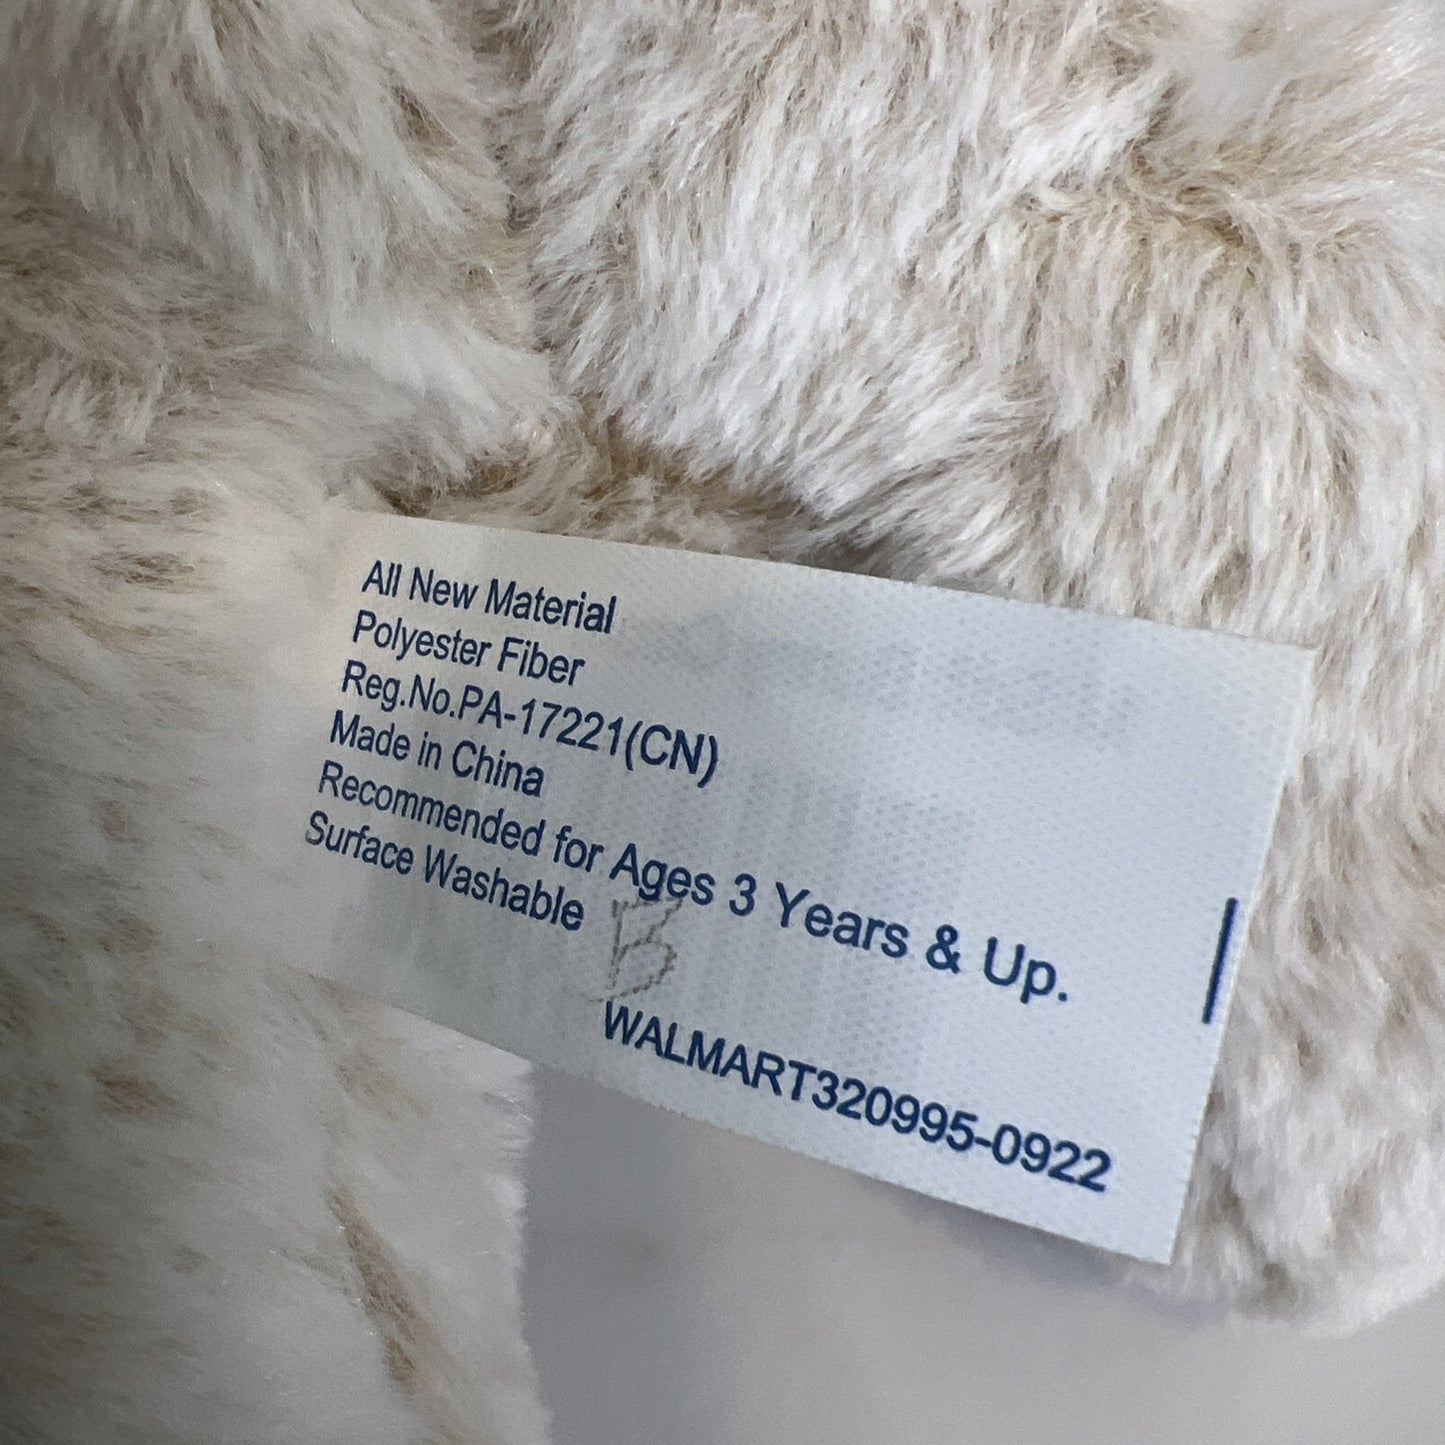 All New Material
Polyester Fiber
Reg.No.PA-17221(CN)
Made in China
Recommended for Ages 3 Years & Up.
Surface Washable
B
WALMART320995-0922